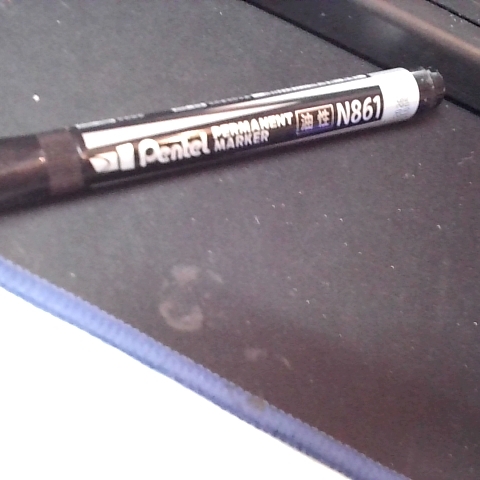 Pentel PERMANENT MARKER 油性 N861